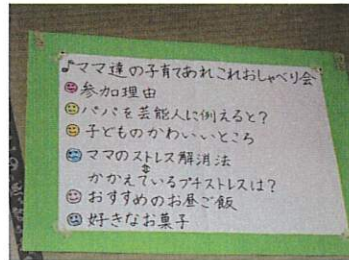 ♪ママ達の子育てあれこれおしゃべり会
参加理由
パパを芸能人に例えると?
子どものかわいいところ
ママのストレス解消法
⇕
かかえているプチストレスは?
おすすめのお昼ご飯
好きなお菓子